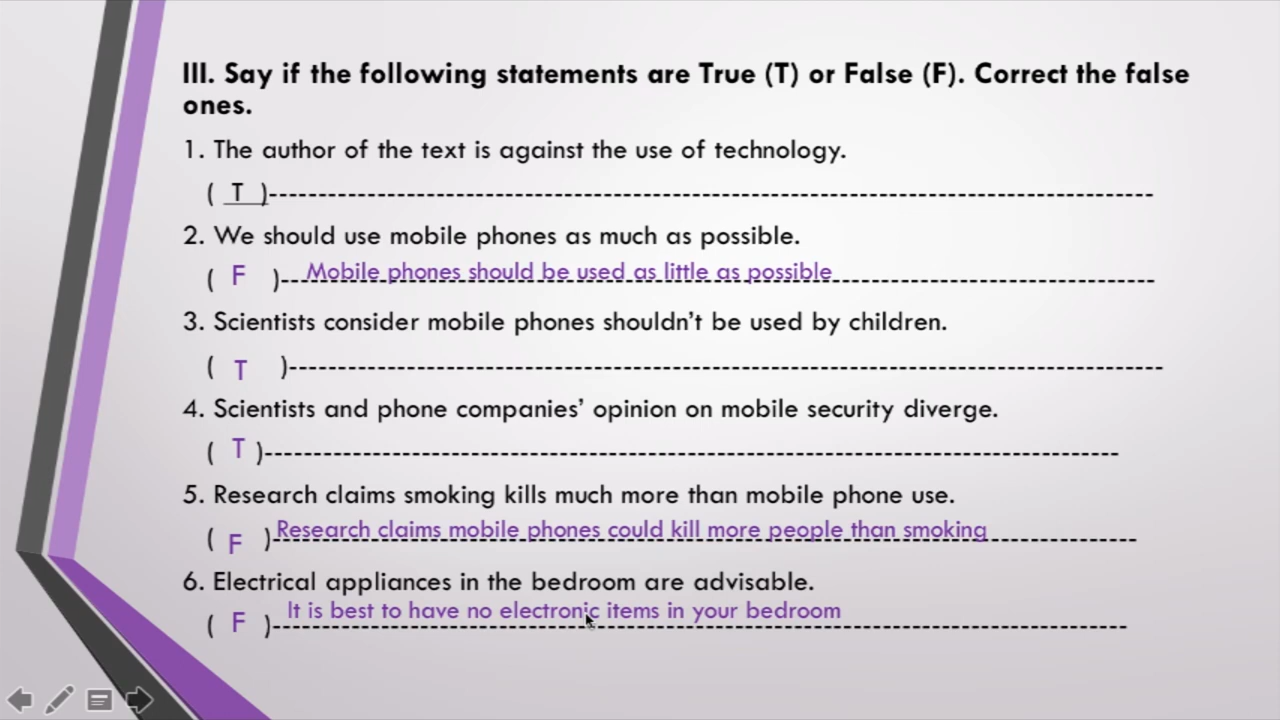 III. Say if the following statements are True (T) or False (F). Correct the false
ones.
1. The author of the text is against the use of technology.
( T )--------------------------------------------------------------------------------------------
2. We should use mobile phones as much as possible.
( F )-- Mobile phones should be used as little as possible ---------------------------------
3. Scientists consider mobile phones shouldn’t be used by children.
( T )-----------------------------------------------------------------------------------------
4. Scientists and phone companies’ opinion on mobile security diverge.
( T )----------------------------------------------------------------------------------------
5. Research claims smoking kills much more than mobile phone use.
( F ) Research claims mobile phones could kill more people than smoking ---------------
6. Electrical appliances in the bedroom are advisable.
( F )- It is best to have no electronic items in your bedroom -----------------------------